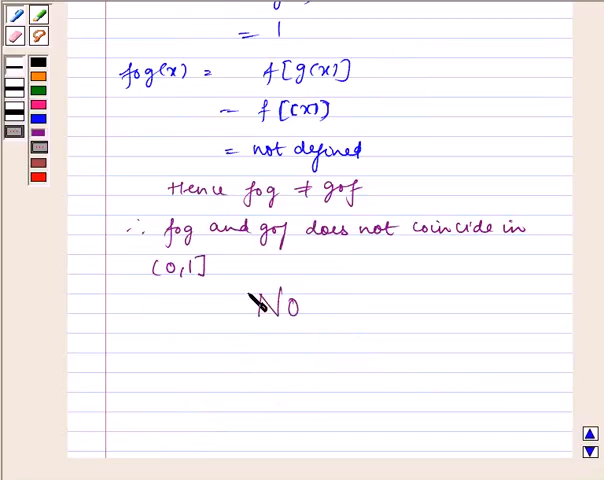 = 1
fog(x) = f[g(x)]
= f[(x)]
= not defined
Hence fog ≠ gof
∴ fog and gof does not coincide in
(0,1]
No